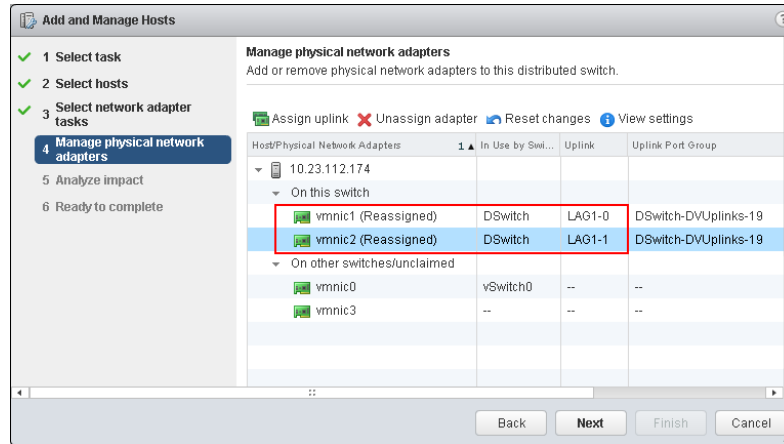 Add and Manage Hosts
1 Select task
2 Select hosts
3 Select network adapter
tasks
4 Manage physical network
adapters
5 Analyze impact
6 Ready to complete
Manage physical network adapters
Add or remove physical network adapters to this distributed switch.
Assign uplink Unassign adapter Reset changes View settings
Host/Physical Network Adapters 1 ▲ In Use by Swi... Uplink Uplink Port Group
10.23.112.174
On this switch
vmnic1 (Reassigned) DSwitch LAG1-0 DSwitch-DVUplinks-19
vmnic2 (Reassigned) DSwitch LAG1-1 DSwitch-DVUplinks-19
On other switches/unclaimed
vmnic0 vSwitch0 -- --
vmnic3 -- -- --
Back Next Finish Cancel